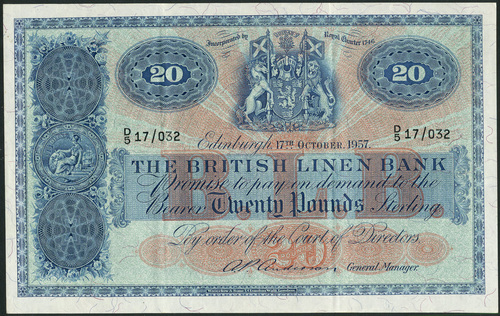 Incorporated by Royal Charter 1746
20 20
D/5 17/032 D/5 17/032
Edinburgh, 17TH OCTOBER, 1957.
THE BRITISH LINEN BANK
Promise to pay on demand to the
Bearer Twenty Pounds Sterling
By order of the Court of Directors
General Manager.